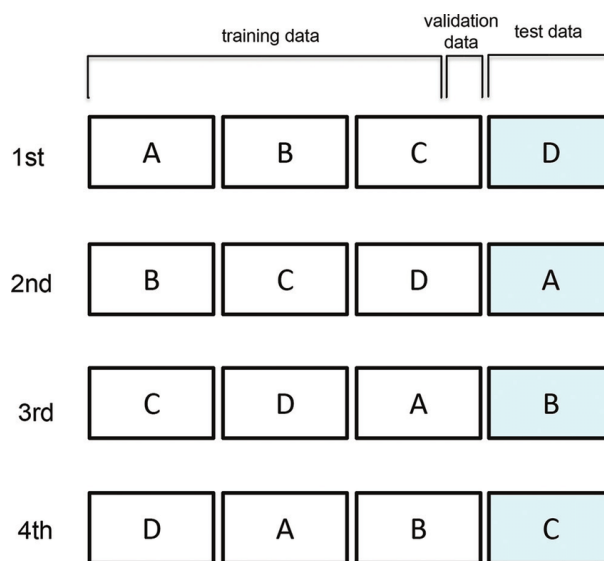 training data
validation
data
test data
1st A B C D
2nd B C D A
3rd C D A B
4th D A B C